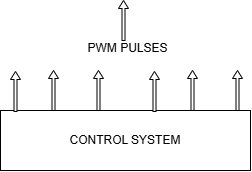 PWM PULSES
CONTROL SYSTEM